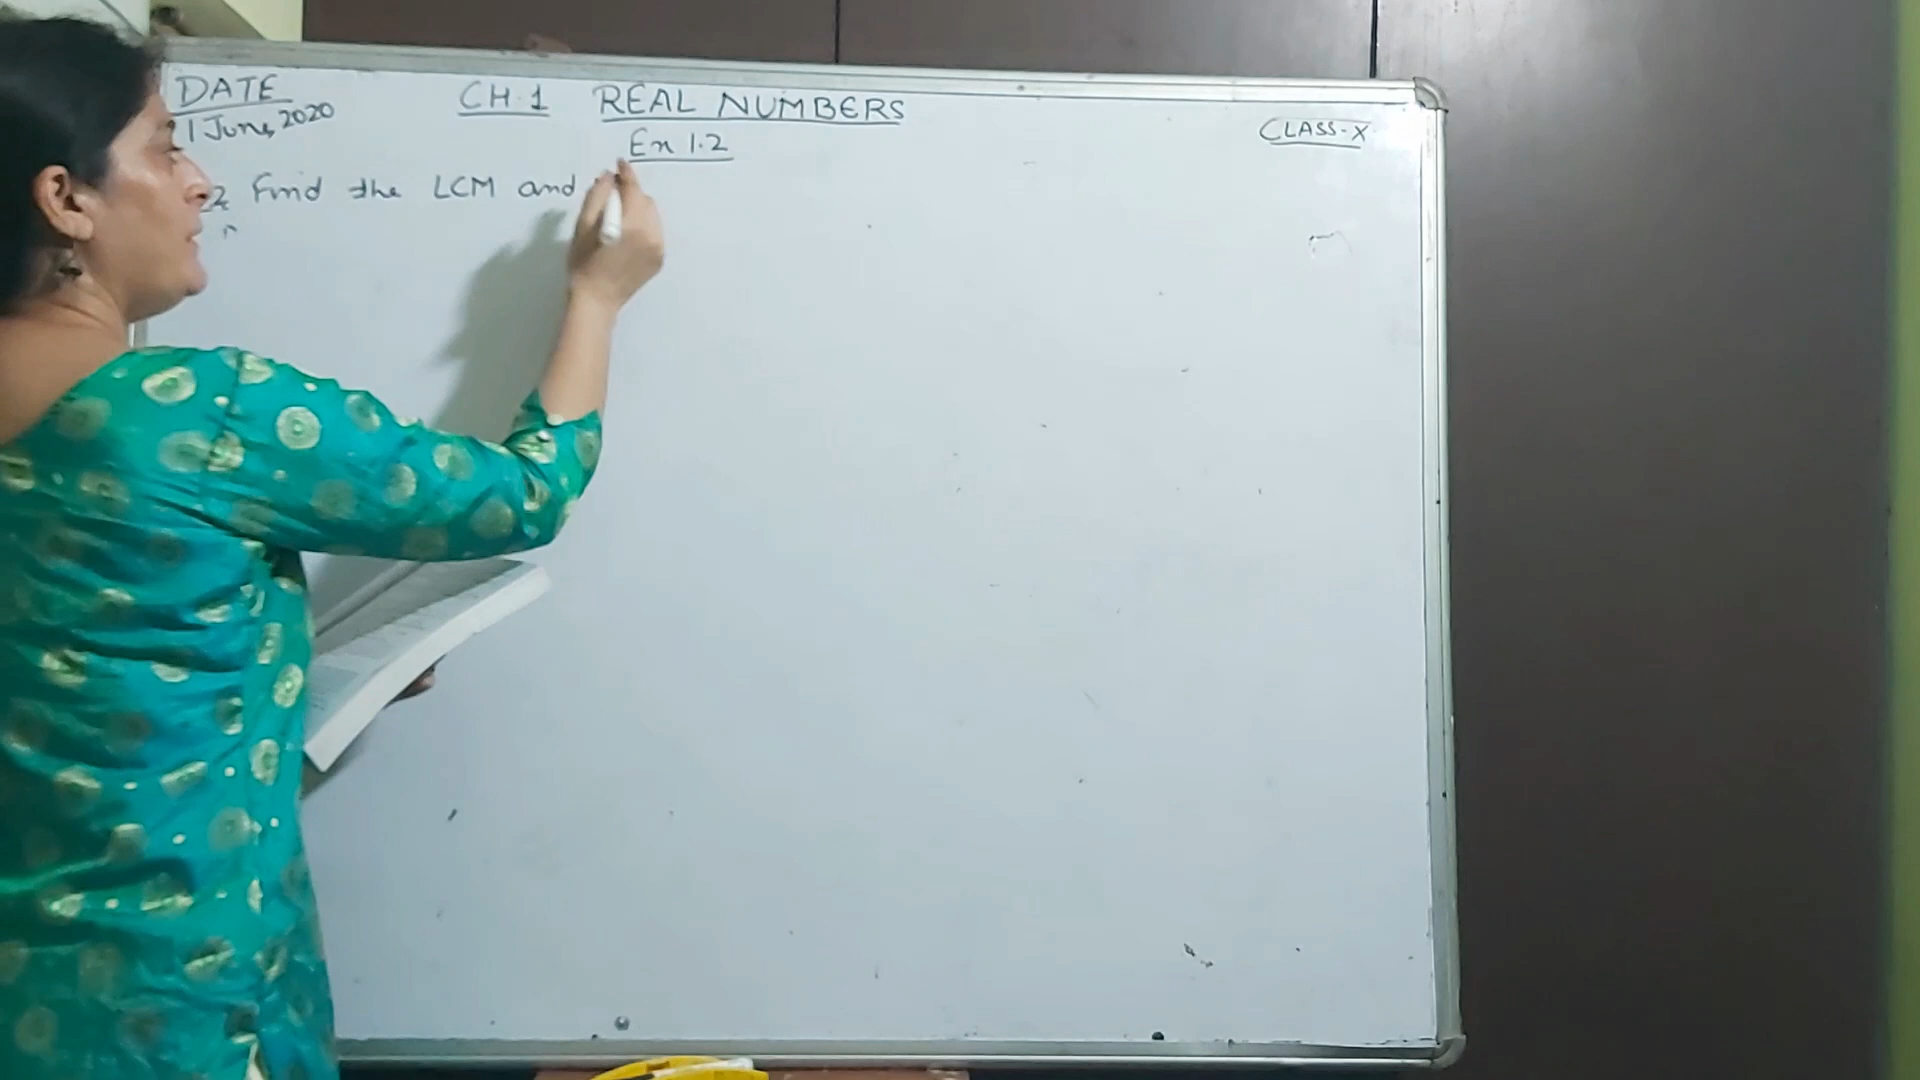 DATE
1 June, 2020
CH.1 REAL NUMBERS
Ex 1.2
CLASS-X
2 Find the LCM and